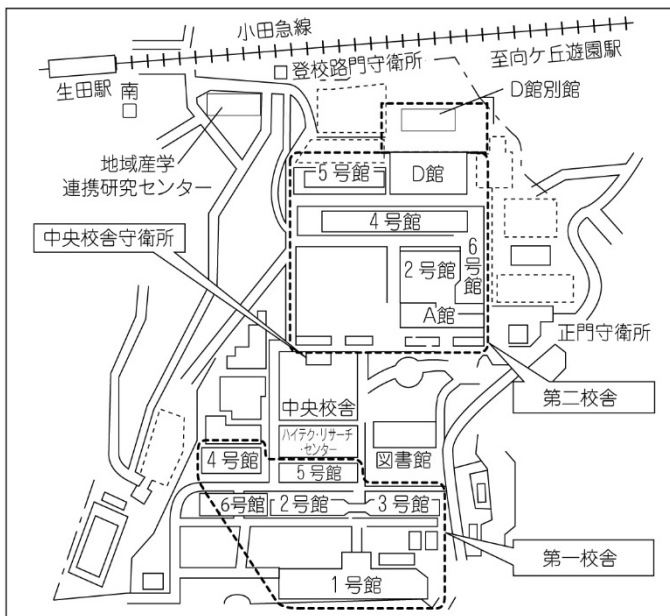 小田急線
登校路門守衛所
至向ケ丘遊園駅
生田駅
南
D館別館
地域産学
連携研究センター
5号館
D館
中央校舎守衛所
4号館
2号館
6号館
A館
正門守衛所
中央校舎
第二校舎
ハイテク・リサーチ
・センター
図書館
4号館
5号館
6号館
2号館
3号館
第一校舎
1号館